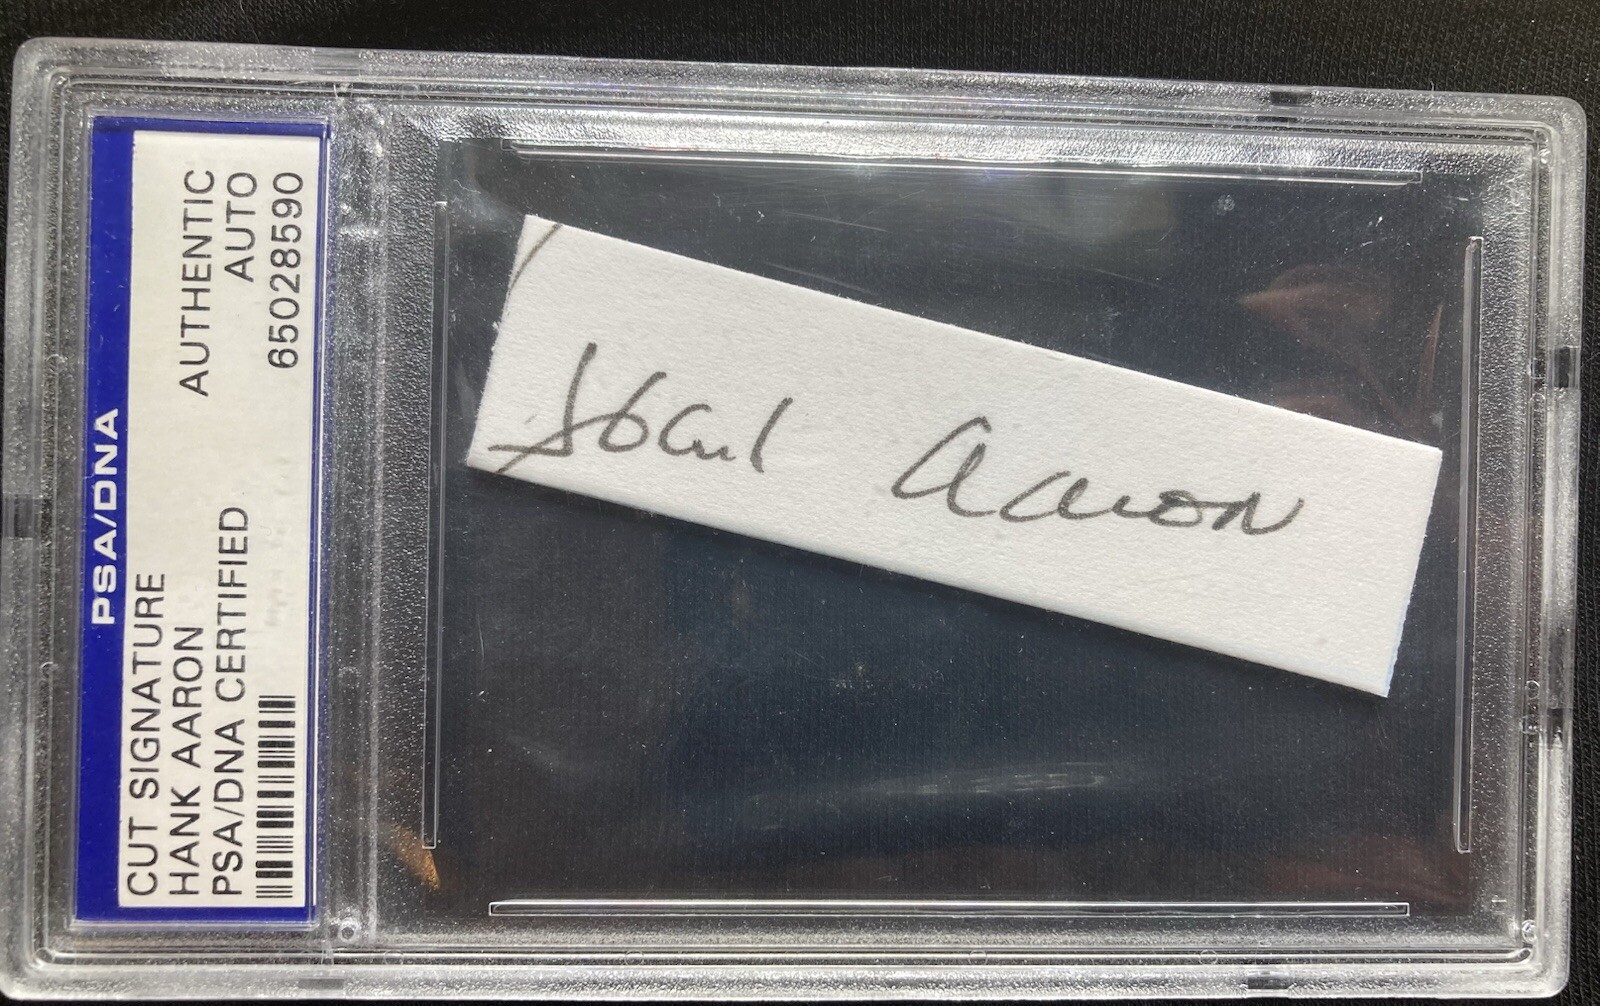 PSA/DNA
CUT SIGNATURE
HANK AARON AUTHENTIC
PSA/DNA CERTIFIED AUTO
65028590
Hank Aaron